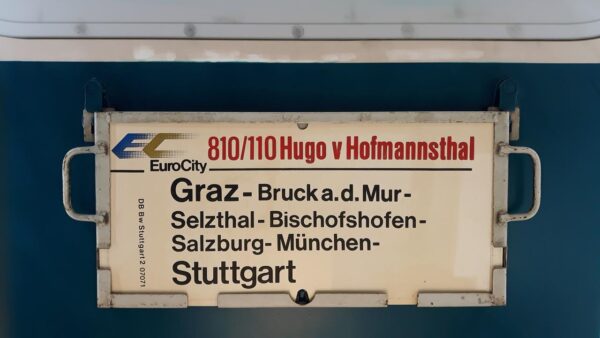 EC
EuroCity
810/110 Hugo v Hofmannsthal
Graz - Bruck a.d. Mur -
Selzthal - Bischofshofen -
Salzburg - München -
Stuttgart
DB Bw Stuttgart 2 07071